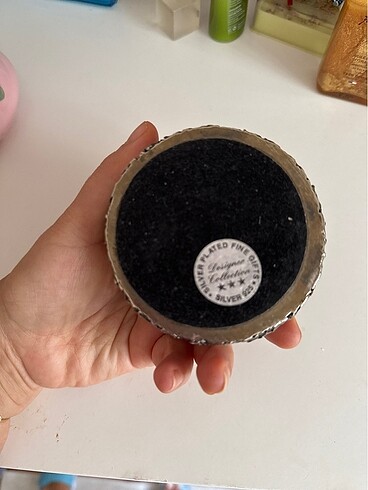 SILVER PLATED FINE GIFTS
Designer
Collection
SILVER 925